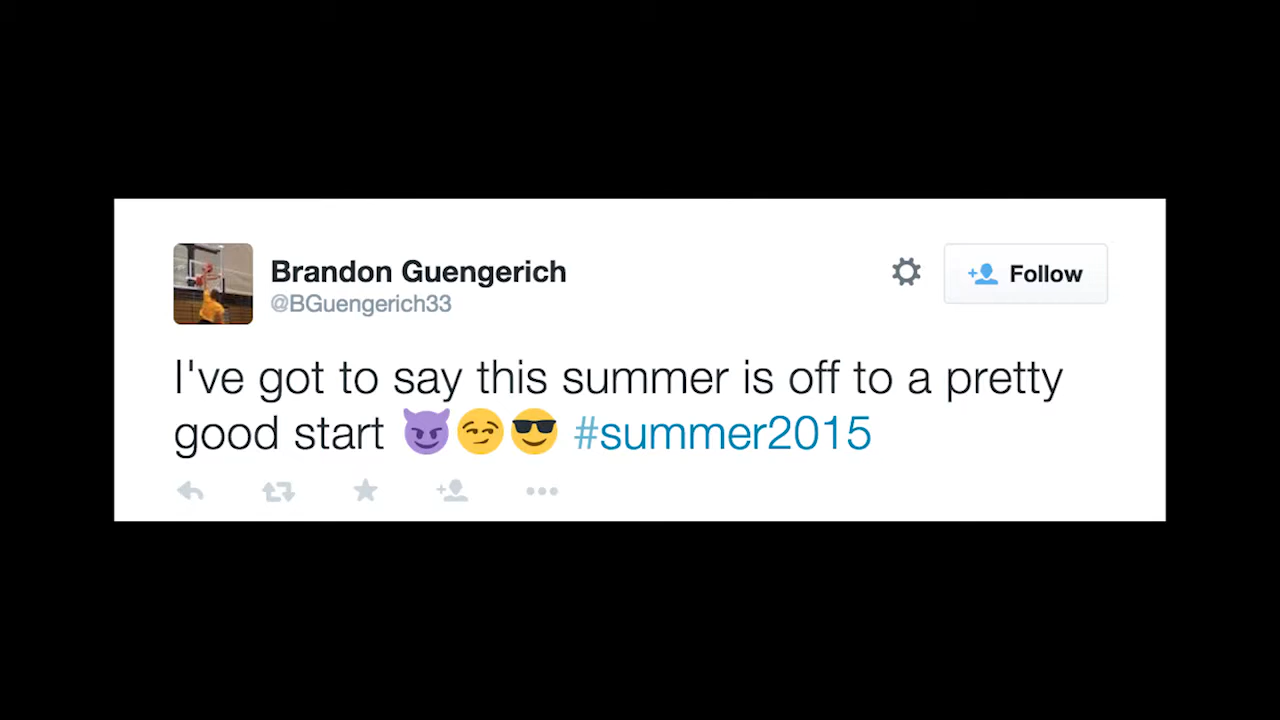 Brandon Guengerich
@BGuengerich33
Follow
I've got to say this summer is off to a pretty
good start 😈😏😎 #summer2015